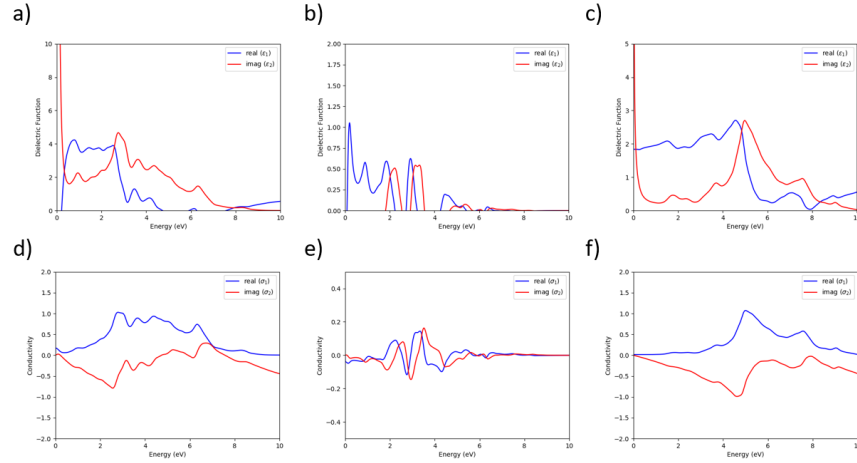 a)
10
8
6
4
2
0
Dielectric Function
0 2 4 6 8 10
Energy (eV)
real (ε₁)
imag (ε₂)
b)
2.00
1.75
1.50
1.25
1.00
0.75
0.50
0.25
0.00
Dielectric Function
0 2 4 6 8 10
Energy (eV)
real (ε₁)
imag (ε₂)
c)
5
4
3
2
1
0
Dielectric Function
0 2 4 6 8 10
Energy (eV)
real (ε₁)
imag (ε₂)
d)
2.0
1.5
1.0
0.5
0.0
−0.5
−1.0
−1.5
−2.0
Conductivity
0 2 4 6 8 10
Energy (eV)
real (σ₁)
imag (σ₂)
e)
0.4
0.2
0.0
−0.2
−0.4
Conductivity
0 2 4 6 8 10
Energy (eV)
real (σ₁)
imag (σ₂)
f)
2.0
1.5
1.0
0.5
0.0
−0.5
−1.0
−1.5
−2.0
Conductivity
0 2 4 6 8 10
Energy (eV)
real (σ₁)
imag (σ₂)